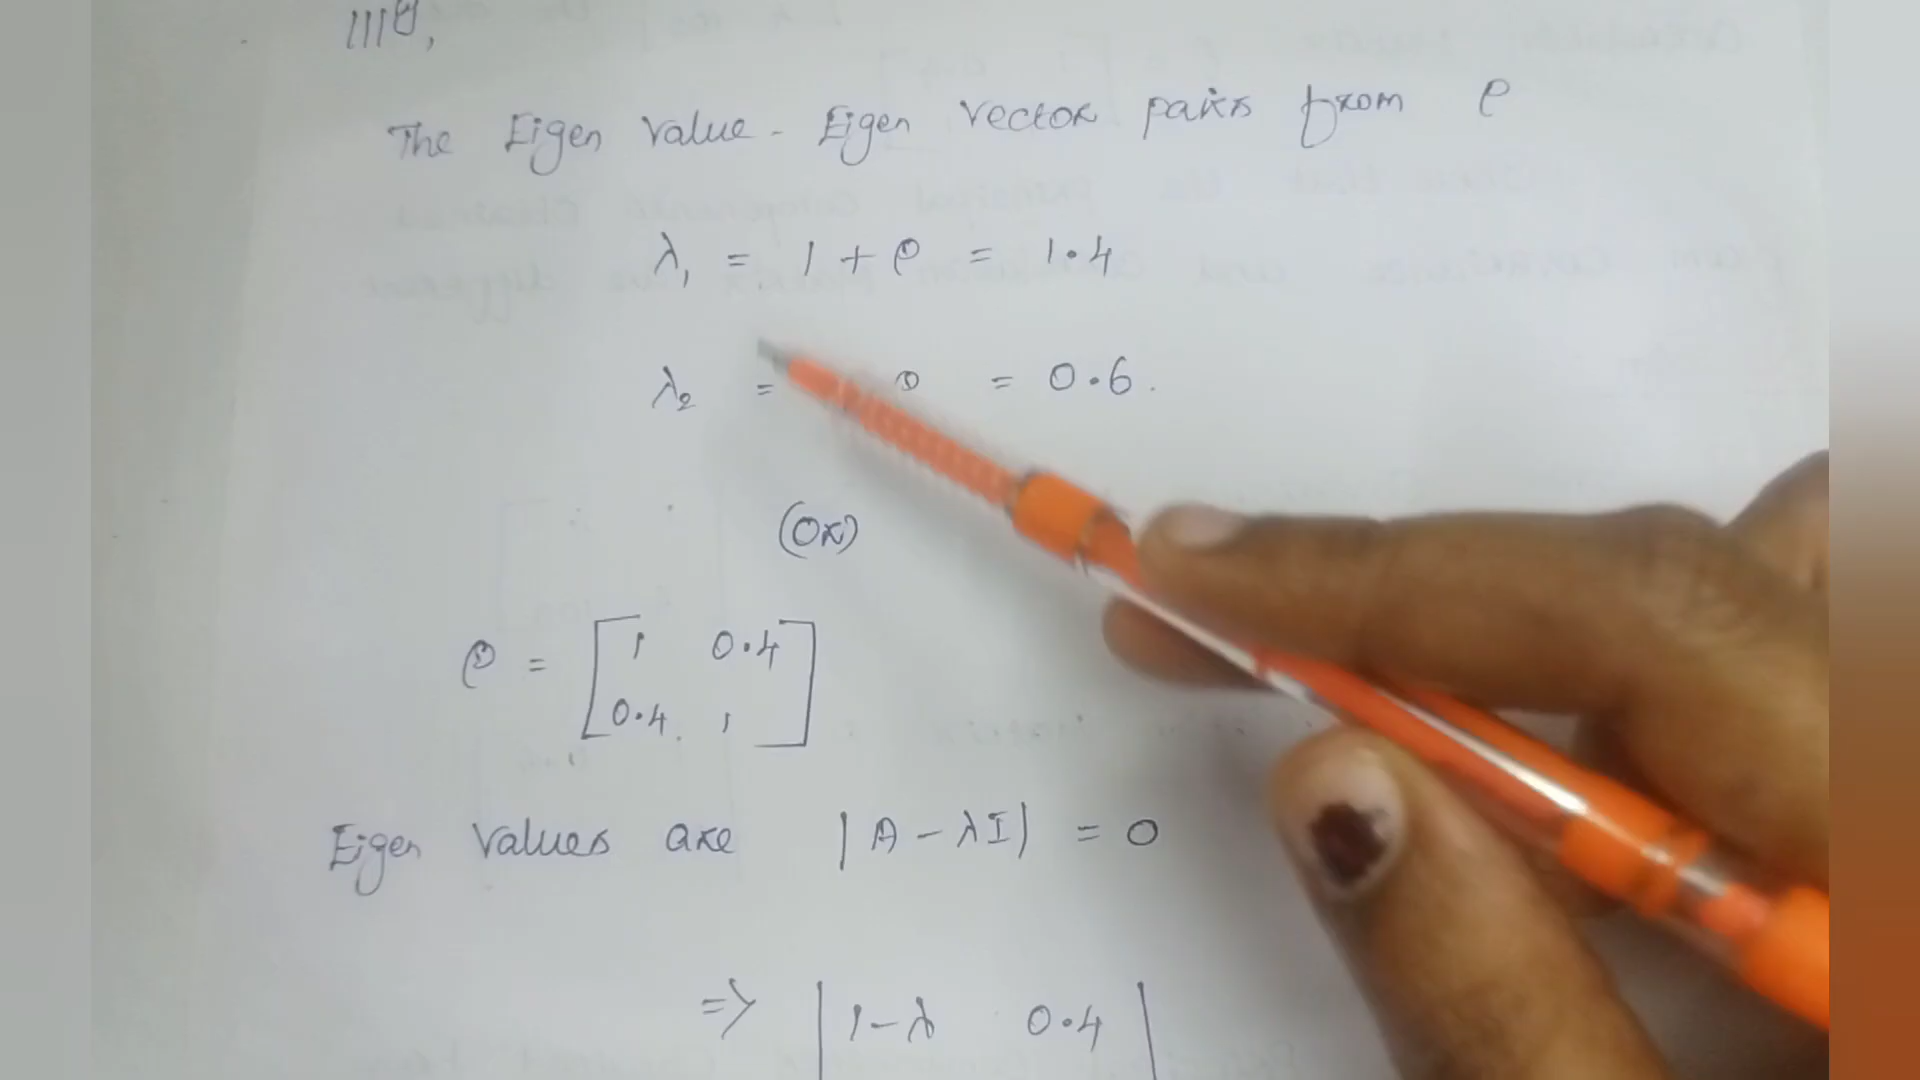 lllly,
The Eigen Value - Eigen Vector pairs from ρ
λ₁ = 1 + ρ = 1.4
λ₂ = ρ = 0.6.
(Or)
ρ = [1 0.4
0.4 1]
Eigen Values are |A - λI| = 0
=> |1-λ 0.4|